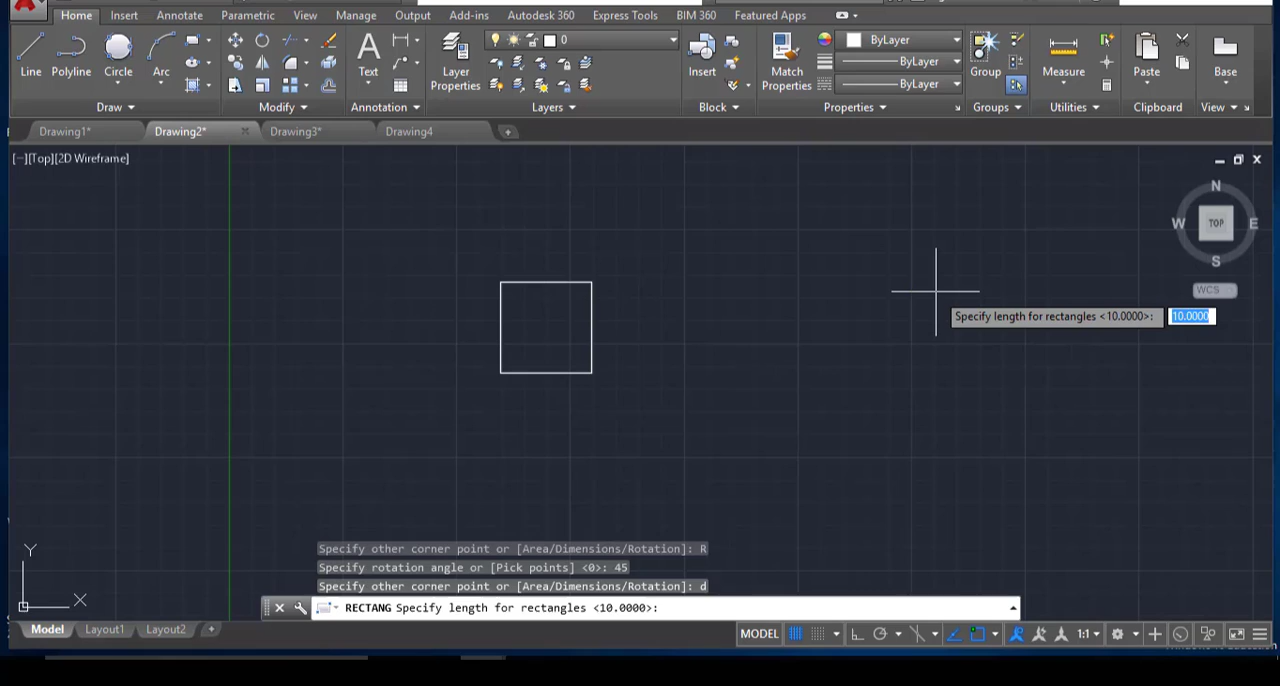 Home Insert Annotate Parametric View Manage Output Add-ins Autodesk 360 Express Tools BIM 360 Featured Apps
0
ByLayer
ByLayer
ByLayer
Line Polyline Circle Arc Text Layer Properties Insert Match Properties Group Measure Paste Base
Draw Modify Annotation Layers Block Properties Groups Utilities Clipboard View
Drawing1* Drawing2* Drawing3* Drawing4
[−][Top][2D Wireframe]
N
W TOP E
S
WCS
Specify length for rectangles <10.0000>: 10.0000
Y
X
Specify other corner point or [Area/Dimensions/Rotation]: R
Specify rotation angle or [Pick points] <0>: 45
Specify other corner point or [Area/Dimensions/Rotation]: d
RECTANG Specify length for rectangles <10.0000>:
Model Layout1 Layout2 MODEL 1:1